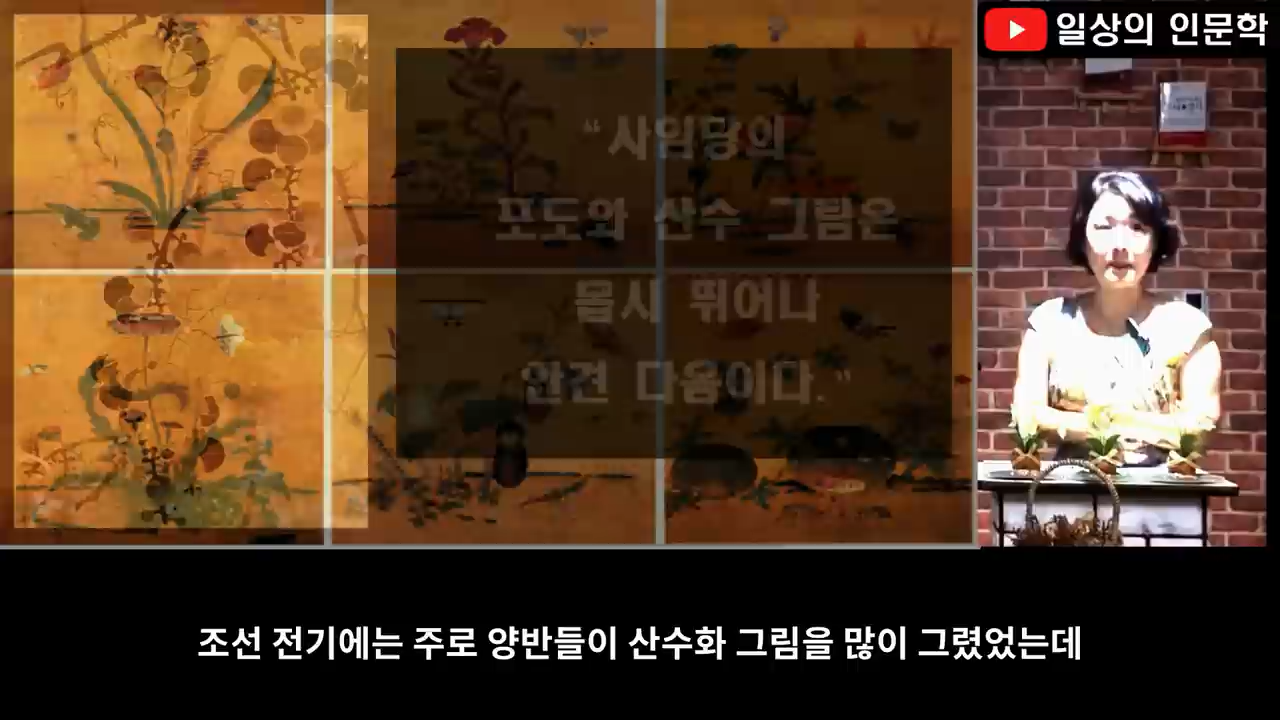 일상의 인문학
“사임당의
포도와 산수 그림은
몹시 뛰어나
안견 다음이다.”
조선 전기에는 주로 양반들이 산수화 그림을 많이 그렸었는데